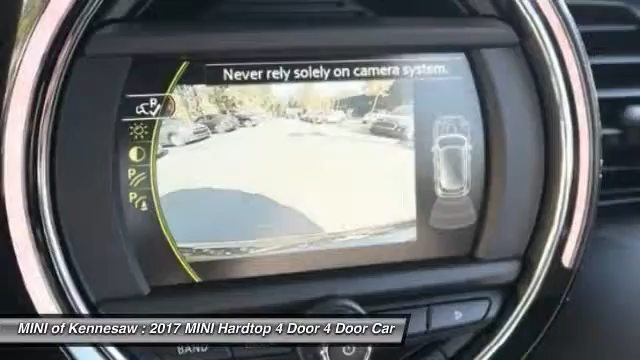 Never rely solely on camera system.
P
P
P
MINI of Kennesaw : 2017 MINI Hardtop 4 Door 4 Door Car
BAND